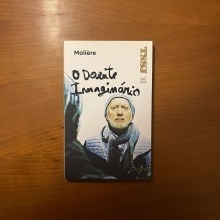 Molière
TNSJ
O Doente
Imaginário